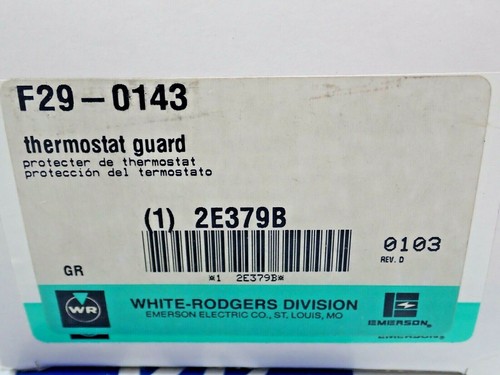 F29-0143
thermostat guard
protecter de thermostat
protección del termostato
(1) 2E379B
0103
REV. D
GR
*1 2E379B*
WR
WHITE-RODGERS DIVISION
EMERSON ELECTRIC CO., ST. LOUIS, MO
EMERSON®